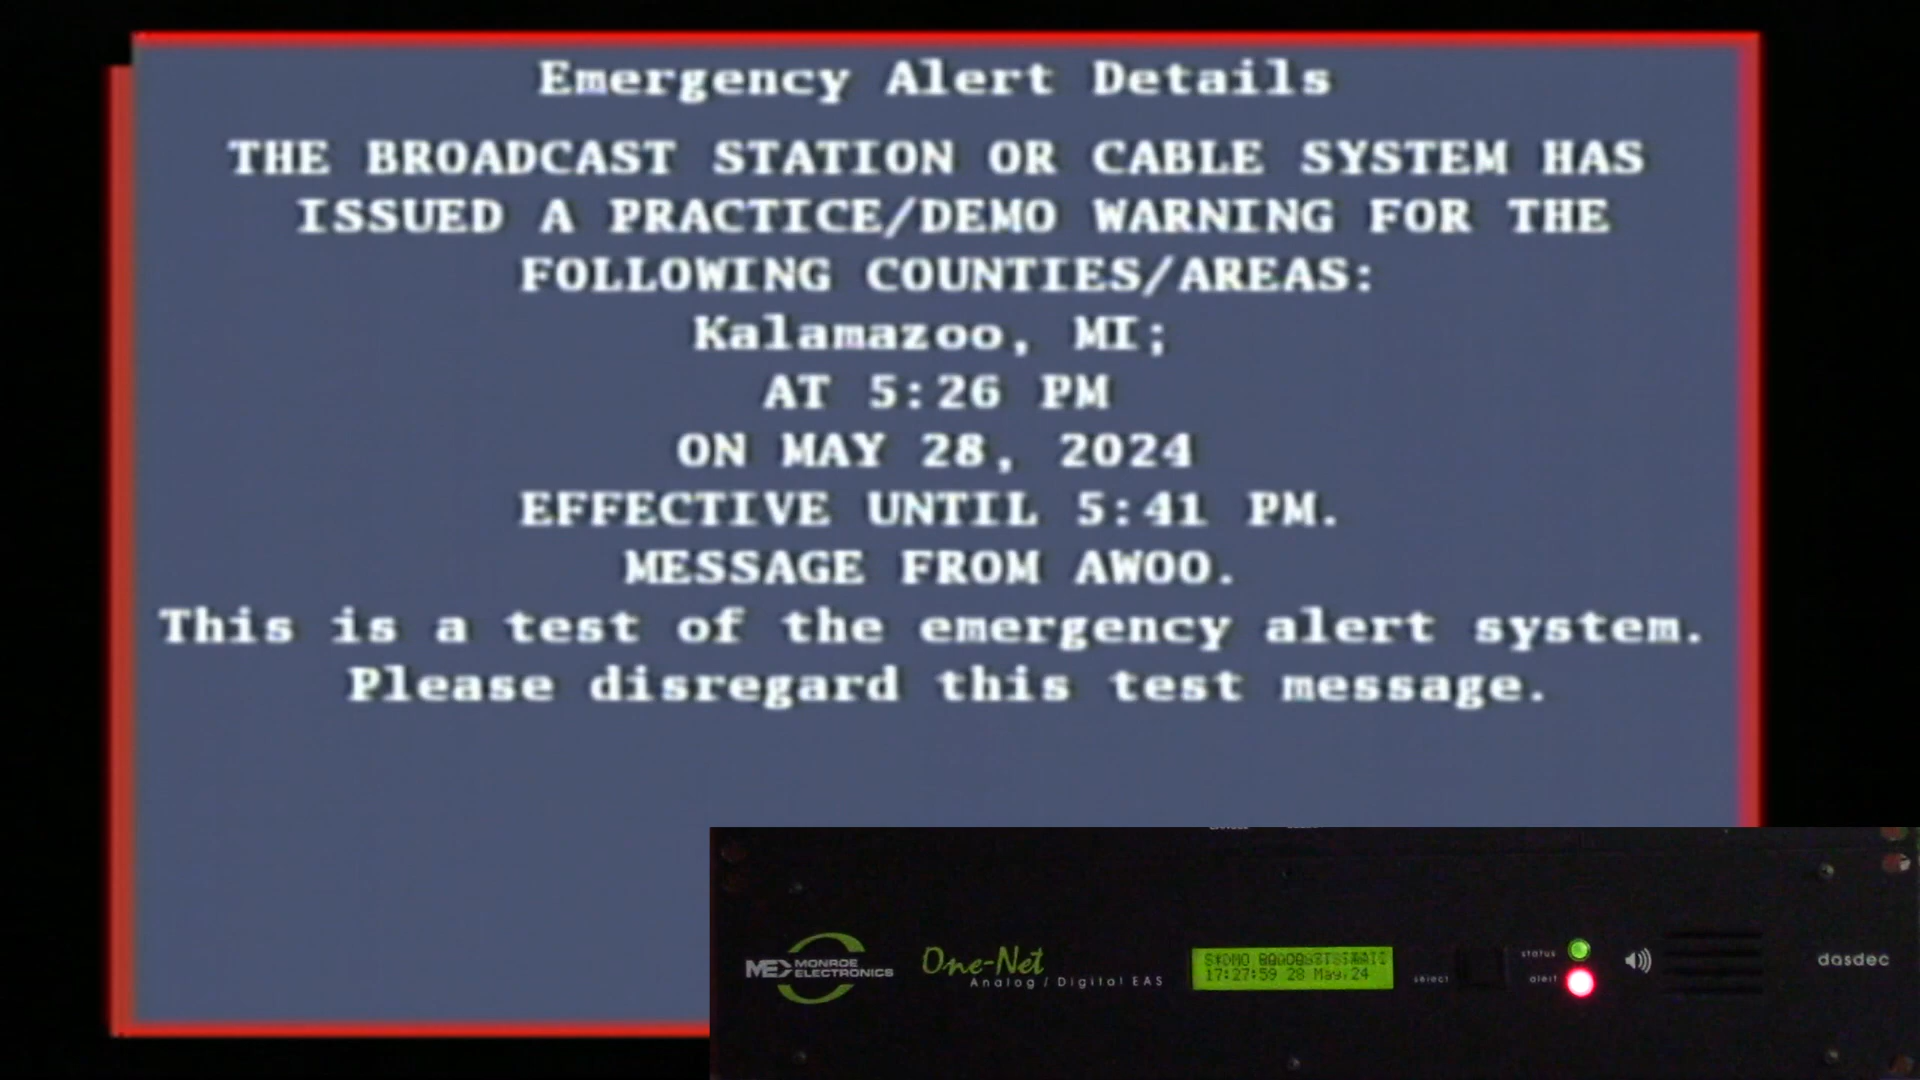 Emergency Alert Details
THE BROADCAST STATION OR CABLE SYSTEM HAS
ISSUED A PRACTICE/DEMO WARNING FOR THE
FOLLOWING COUNTIES/AREAS:
Kalamazoo, MI;
AT 5:26 PM
ON MAY 28, 2024
EFFECTIVE UNTIL 5:41 PM.
MESSAGE FROM AWOO.
This is a test of the emergency alert system.
Please disregard this test message.
ME MONROE
ELECTRONICS
One-Net
Analog / Digital EAS
17:27:59 28 May,24
select
status
alert
dasdec